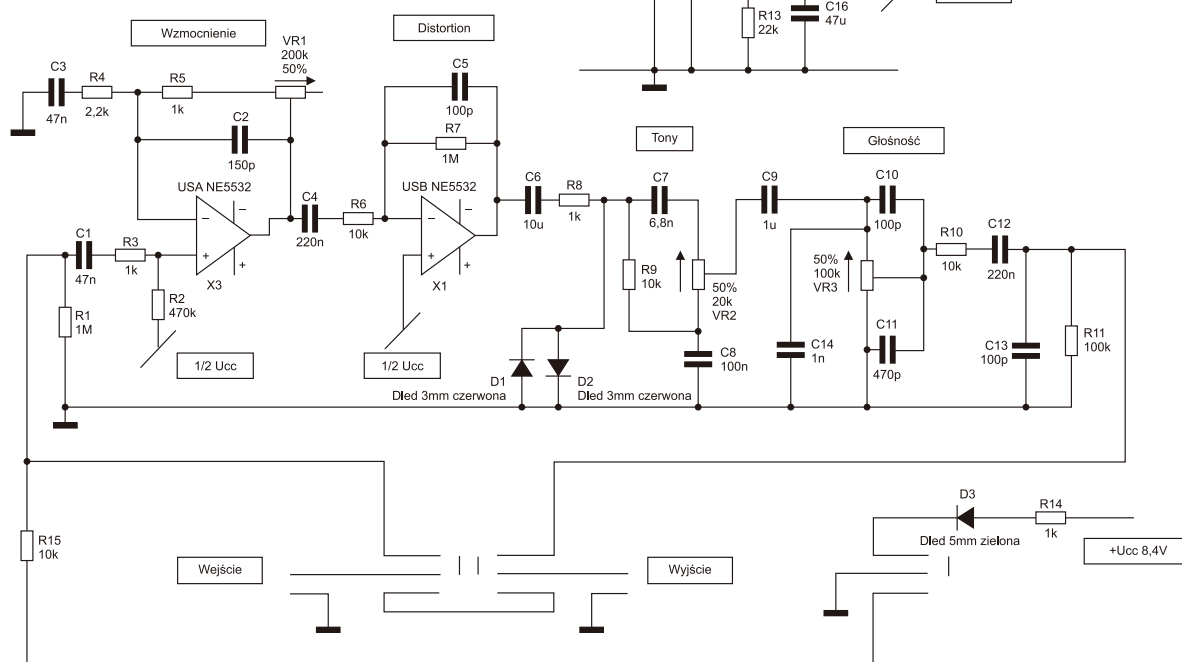 R13
22k
C16
47u
Wzmocnienie
Distortion
VR1
200k
50%
C3
47n
R4
2,2k
R5
1k
C2
150p
C5
100p
R7
1M
Tony
Głośność
USA NE5532
X3
C4
220n
R6
10k
USB NE5532
X1
C6
10u
R8
1k
C7
6,8n
C9
1u
C10
100p
C1
47n
R3
1k
R2
470k
R1
1M
1/2 Ucc
1/2 Ucc
R9
10k
50%
20k
VR2
50%
100k
VR3
R10
10k
C12
220n
C8
100n
C14
1n
C11
470p
C13
100p
R11
100k
D1
Dled 3mm czerwona
D2
Dled 3mm czerwona
R15
10k
Wejście
Wyjście
D3
Dled 5mm zielona
R14
1k
+Ucc 8,4V